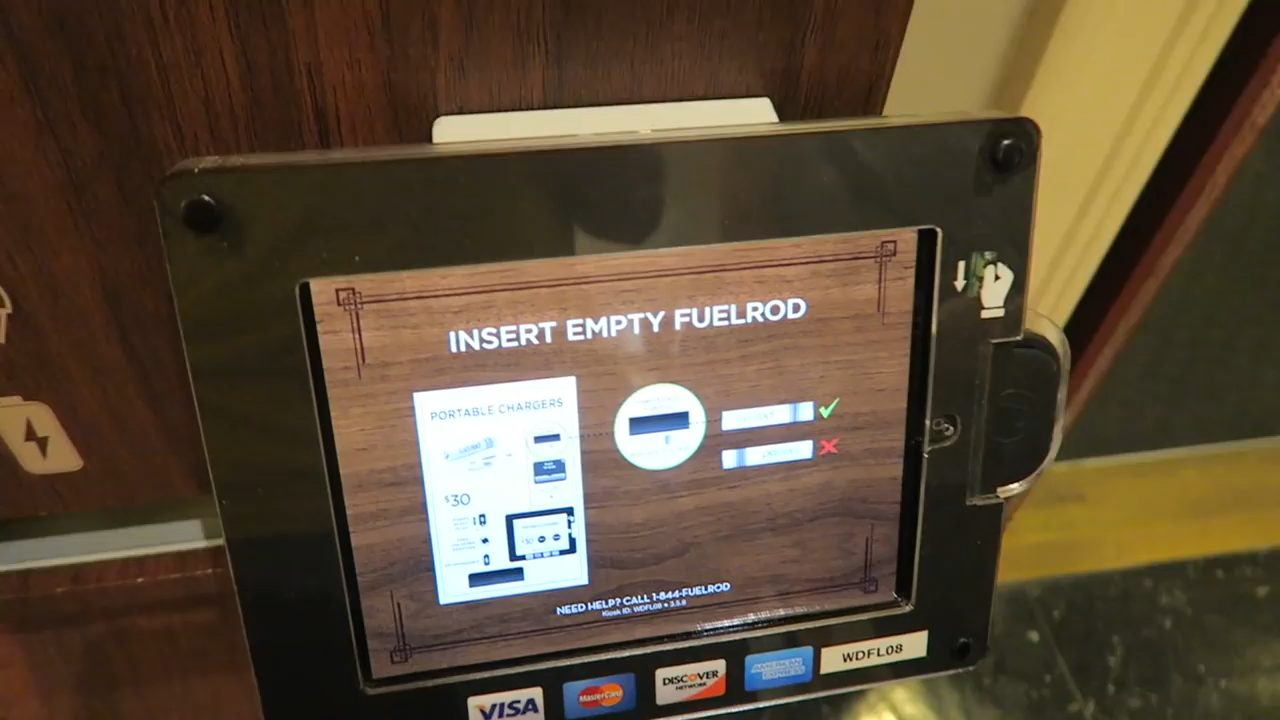 INSERT EMPTY FUELROD
PORTABLE CHARGERS
$30
NEED HELP? CALL 1-844-FUELROD
Kiosk ID: WDFL08 • 3.5.8
VISA
MasterCard
DISCOVER
NETWORK
AMERICAN
EXPRESS
WDFL08